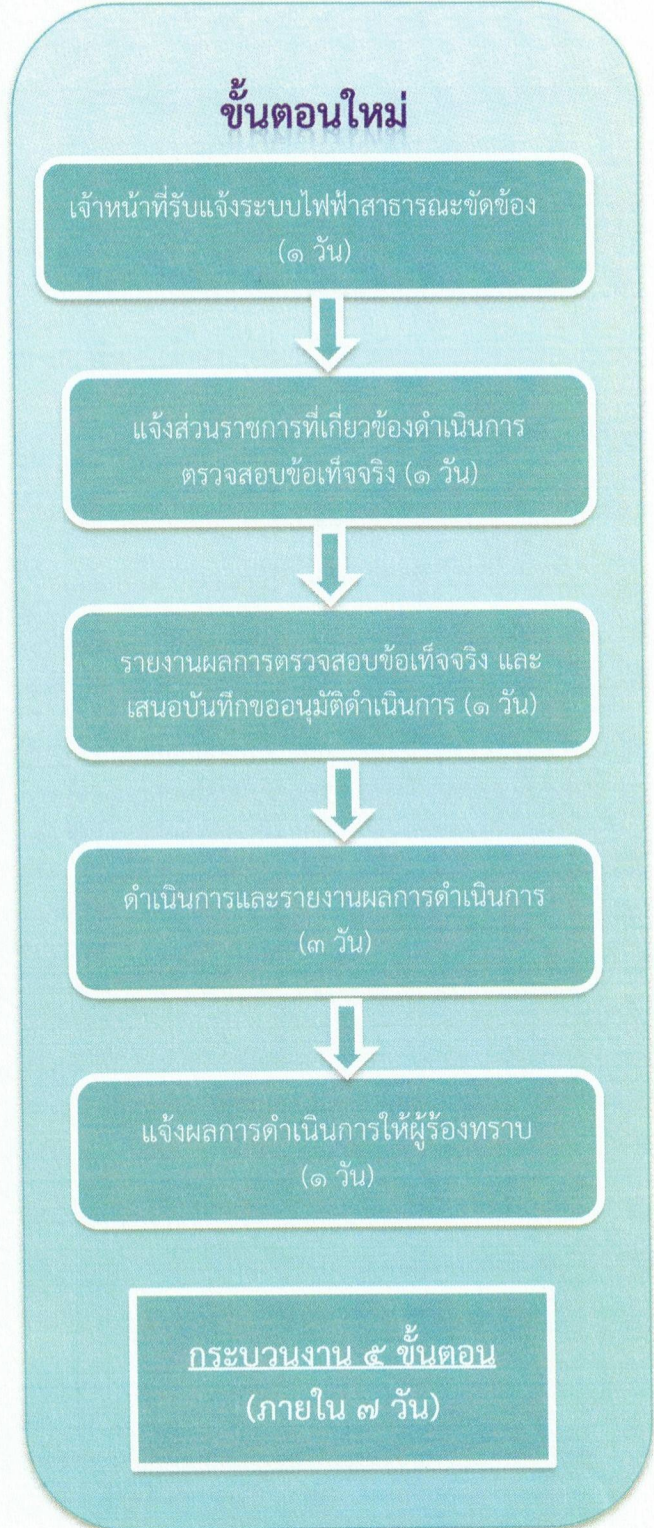 ขั้นตอนใหม่
เจ้าหน้าที่รับแจ้งระบบไฟฟ้าสาธารณะขัดข้อง
(๑ วัน)
แจ้งส่วนราชการที่เกี่ยวข้องดำเนินการ
ตรวจสอบข้อเท็จจริง (๑ วัน)
รายงานผลการตรวจสอบข้อเท็จจริง และ
เสนอบันทึกขออนุมัติดำเนินการ (๑ วัน)
ดำเนินการและรายงานผลการดำเนินการ
(๓ วัน)
แจ้งผลการดำเนินการให้ผู้ร้องทราบ
(๑ วัน)
กระบวนงาน ๕ ขั้นตอน
(ภายใน ๗ วัน)